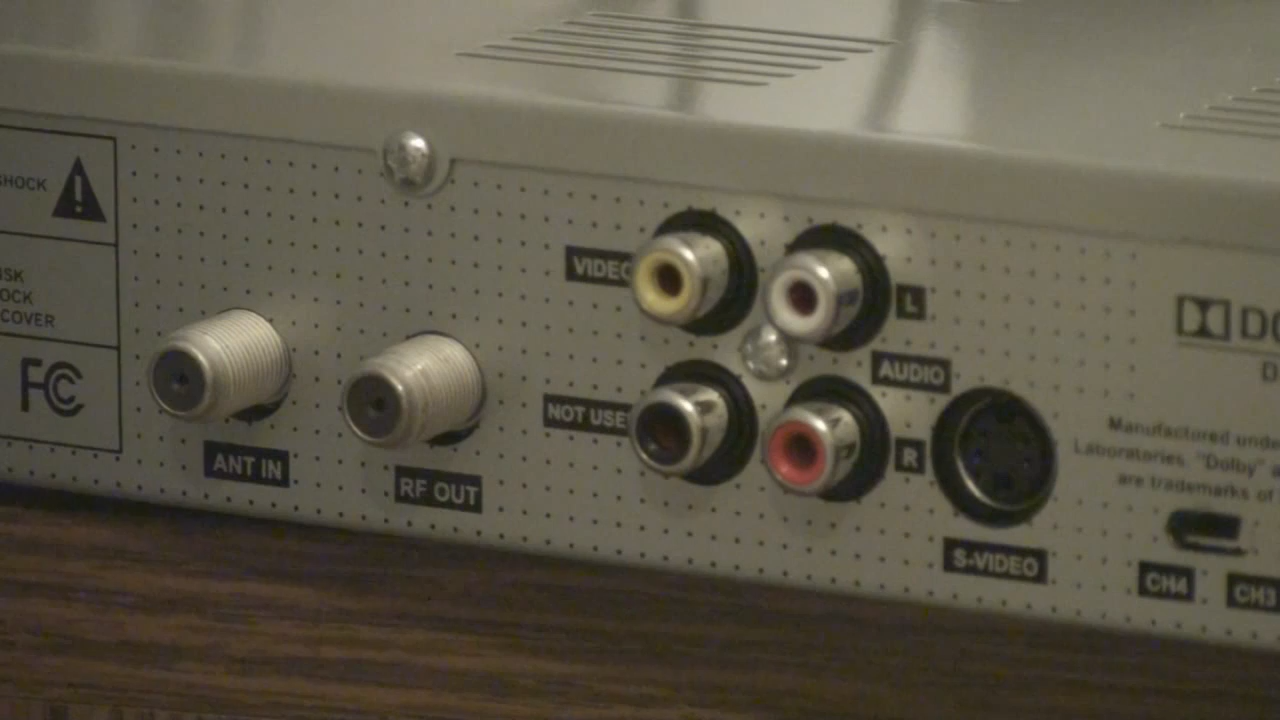 SHOCK
ISK
OCK
COVER
FC
ANT IN
RF OUT
VIDEO
L
AUDIO
NOT USE
R
S-VIDEO
DO
D
Manufactured unde
Laboratories. "Dolby" a
are trademarks of
CH4
CH3